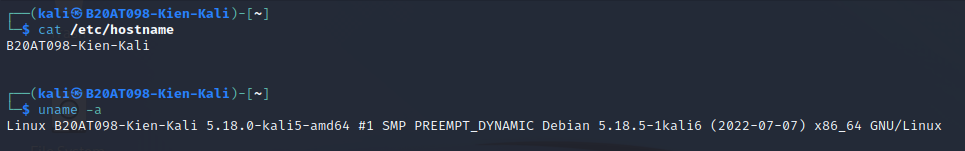 ┌──(kali㉿B20AT098-Kien-Kali)-[~]
└─$ cat /etc/hostname
B20AT098-Kien-Kali
┌──(kali㉿B20AT098-Kien-Kali)-[~]
└─$ uname -a
Linux B20AT098-Kien-Kali 5.18.0-kali5-amd64 #1 SMP PREEMPT_DYNAMIC Debian 5.18.5-1kali6 (2022-07-07) x86_64 GNU/Linux